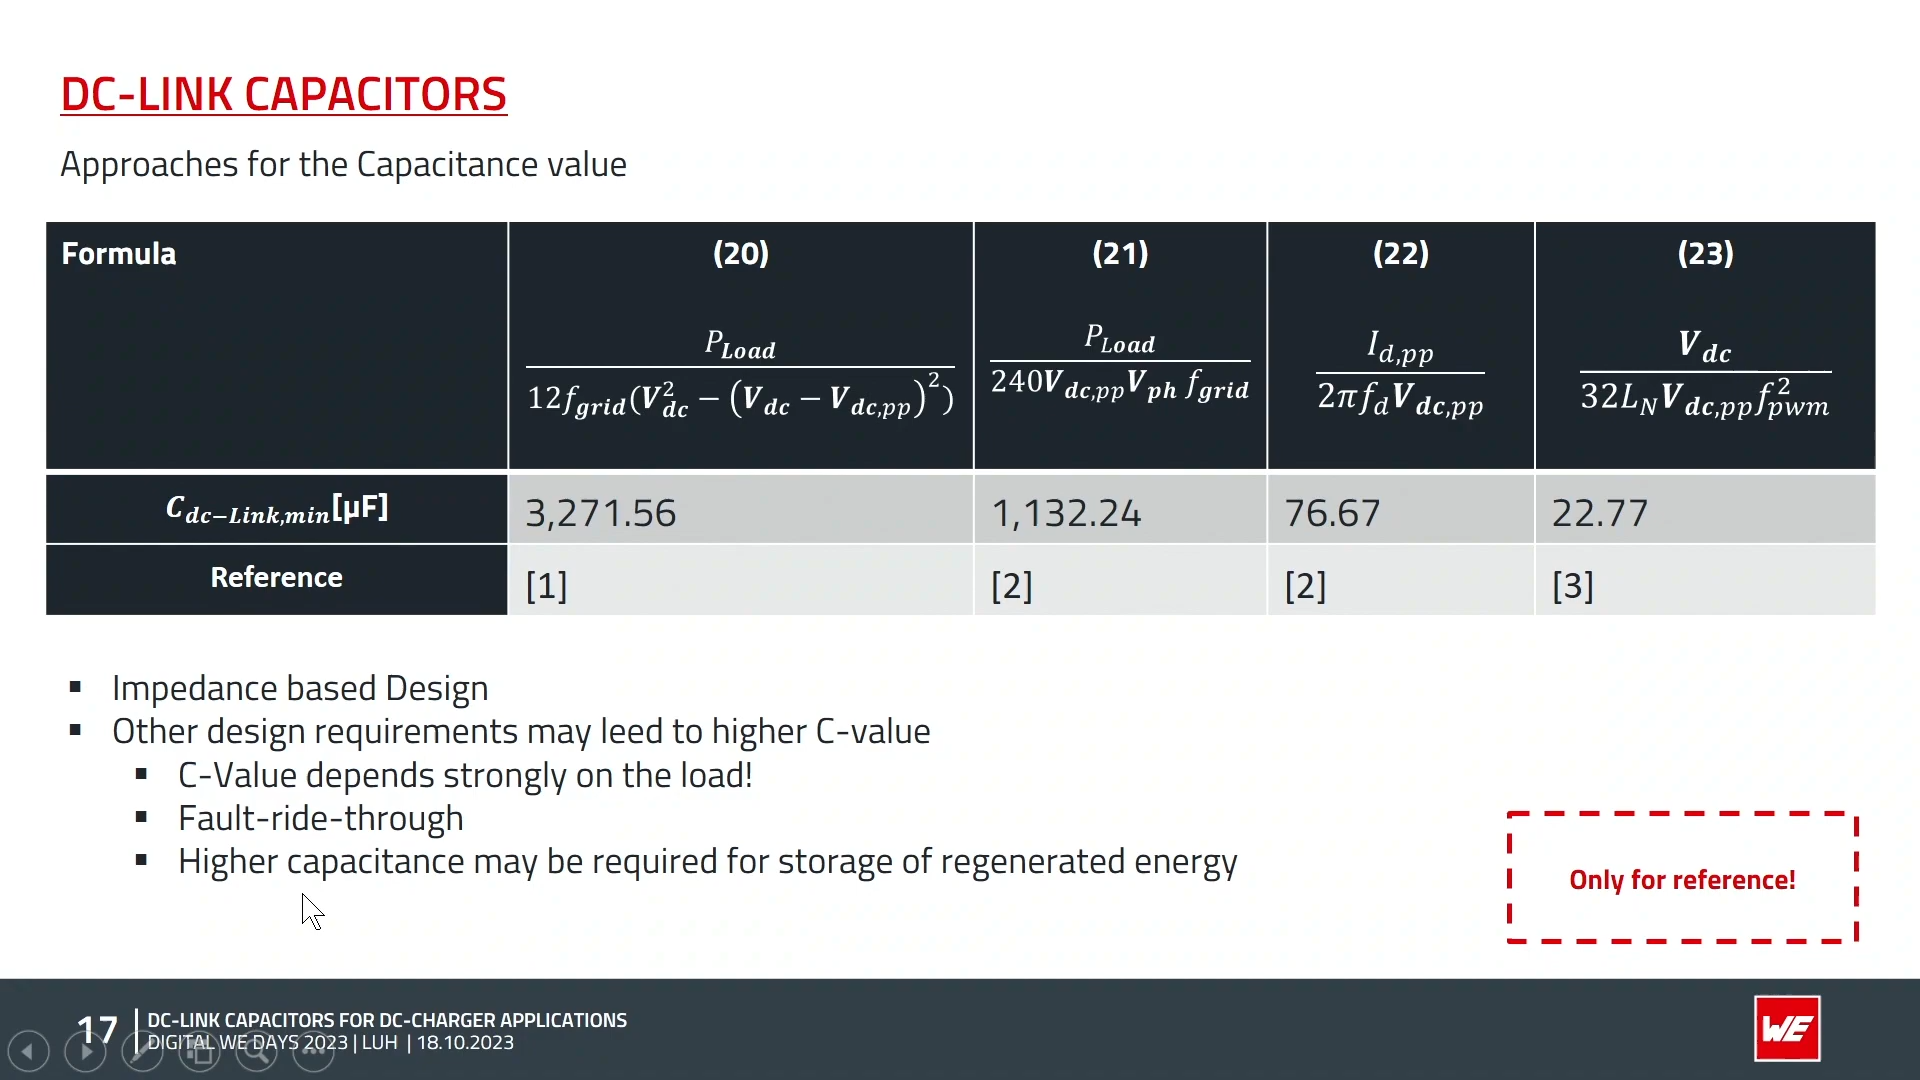 DC-LINK CAPACITORS
Approaches for the Capacitance value
Formula (20) (21) (22) (23)
P_Load / 12f_grid(V_dc^2 − (V_dc − V_dc,pp)^2) P_Load / 240V_dc,pp V_ph f_grid I_d,pp / 2πf_d V_dc,pp V_dc / 32L_N V_dc,pp f_pwm^2
C_dc−Link,min[µF] 3,271.56 1,132.24 76.67 22.77
Reference [1] [2] [2] [3]
▪ Impedance based Design
▪ Other design requirements may leed to higher C-value
▪ C-Value depends strongly on the load!
▪ Fault-ride-through
▪ Higher capacitance may be required for storage of regenerated energy
Only for reference!
17
DC-LINK CAPACITORS FOR DC-CHARGER APPLICATIONS
DIGITAL WE DAYS 2023 | LUH | 18.10.2023
WE